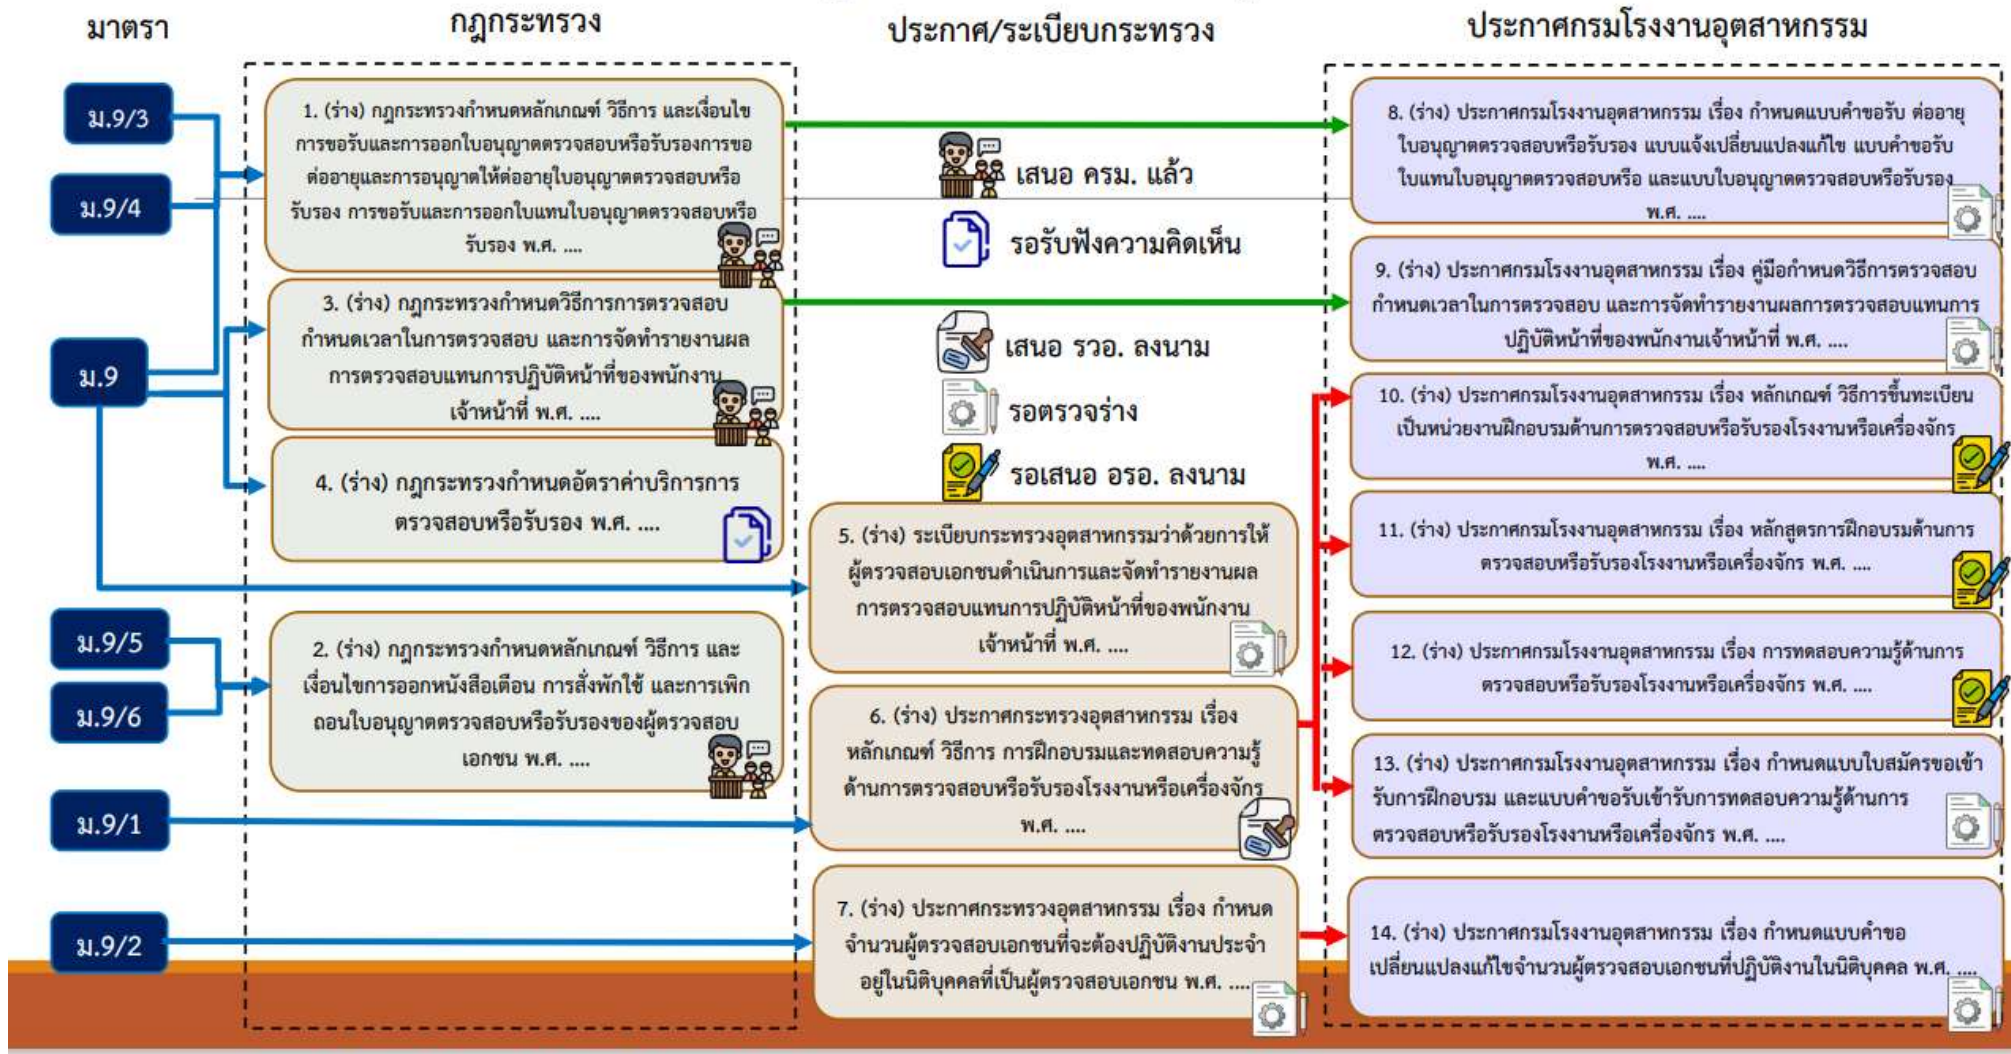 มาตรา
กฎกระทรวง
ประกาศ/ระเบียบกระทรวง
ประกาศกรมโรงงานอุตสาหกรรม
ม.9/3
ม.9/4
ม.9
ม.9/5
ม.9/6
ม.9/1
ม.9/2
1. (ร่าง) กฎกระทรวงกำหนดหลักเกณฑ์ วิธีการ และเงื่อนไข
การขอรับและการออกใบอนุญาตตรวจสอบหรือรับรองการขอ
ต่ออายุและการอนุญาตให้ต่ออายุใบอนุญาตตรวจสอบหรือ
รับรอง การขอรับและการออกใบแทนใบอนุญาตตรวจสอบหรือ
รับรอง พ.ศ. ....
3. (ร่าง) กฎกระทรวงกำหนดวิธีการการตรวจสอบ
กำหนดเวลาในการตรวจสอบ และการจัดทำรายงานผล
การตรวจสอบแทนการปฏิบัติหน้าที่ของพนักงาน
เจ้าหน้าที่ พ.ศ. ....
4. (ร่าง) กฎกระทรวงกำหนดอัตราค่าบริการการ
ตรวจสอบหรือรับรอง พ.ศ. ....
2. (ร่าง) กฎกระทรวงกำหนดหลักเกณฑ์ วิธีการ และ
เงื่อนไขการออกหนังสือเตือน การสั่งพักใช้ และการเพิก
ถอนใบอนุญาตตรวจสอบหรือรับรองของผู้ตรวจสอบ
เอกชน พ.ศ. ....
เสนอ ครม. แล้ว
รอรับฟังความคิดเห็น
เสนอ รวอ. ลงนาม
รอตรวจร่าง
รอเสนอ อรอ. ลงนาม
5. (ร่าง) ระเบียบกระทรวงอุตสาหกรรมว่าด้วยการให้
ผู้ตรวจสอบเอกชนดำเนินการและจัดทำรายงานผล
การตรวจสอบแทนการปฏิบัติหน้าที่ของพนักงาน
เจ้าหน้าที่ พ.ศ. ....
6. (ร่าง) ประกาศกระทรวงอุตสาหกรรม เรื่อง
หลักเกณฑ์ วิธีการ การฝึกอบรมและทดสอบความรู้
ด้านการตรวจสอบหรือรับรองโรงงานหรือเครื่องจักร
พ.ศ. ....
7. (ร่าง) ประกาศกระทรวงอุตสาหกรรม เรื่อง กำหนด
จำนวนผู้ตรวจสอบเอกชนที่จะต้องปฏิบัติงานประจำ
อยู่ในนิติบุคคลที่เป็นผู้ตรวจสอบเอกชน พ.ศ. ....
8. (ร่าง) ประกาศกรมโรงงานอุตสาหกรรม เรื่อง กำหนดแบบคำขอรับ ต่ออายุ
ใบอนุญาตตรวจสอบหรือรับรอง แบบแจ้งเปลี่ยนแปลงแก้ไข แบบคำขอรับ
ใบแทนใบอนุญาตตรวจสอบหรือ และแบบใบอนุญาตตรวจสอบหรือรับรอง
พ.ศ. ....
9. (ร่าง) ประกาศกรมโรงงานอุตสาหกรรม เรื่อง คู่มือกำหนดวิธีการตรวจสอบ
กำหนดเวลาในการตรวจสอบ และการจัดทำรายงานผลการตรวจสอบแทนการ
ปฏิบัติหน้าที่ของพนักงานเจ้าหน้าที่ พ.ศ. ....
10. (ร่าง) ประกาศกรมโรงงานอุตสาหกรรม เรื่อง หลักเกณฑ์ วิธีการขึ้นทะเบียน
เป็นหน่วยงานฝึกอบรมด้านการตรวจสอบหรือรับรองโรงงานหรือเครื่องจักร
พ.ศ. ....
11. (ร่าง) ประกาศกรมโรงงานอุตสาหกรรม เรื่อง หลักสูตรการฝึกอบรมด้านการ
ตรวจสอบหรือรับรองโรงงานหรือเครื่องจักร พ.ศ. ....
12. (ร่าง) ประกาศกรมโรงงานอุตสาหกรรม เรื่อง การทดสอบความรู้ด้านการ
ตรวจสอบหรือรับรองโรงงานหรือเครื่องจักร พ.ศ. ....
13. (ร่าง) ประกาศกรมโรงงานอุตสาหกรรม เรื่อง กำหนดแบบใบสมัครขอเข้า
รับการฝึกอบรม และแบบคำขอรับเข้ารับการทดสอบความรู้ด้านการ
ตรวจสอบหรือรับรองโรงงานหรือเครื่องจักร พ.ศ. ....
14. (ร่าง) ประกาศกรมโรงงานอุตสาหกรรม เรื่อง กำหนดแบบคำขอ
เปลี่ยนแปลงแก้ไขจำนวนผู้ตรวจสอบเอกชนที่ปฏิบัติงานในนิติบุคคล พ.ศ. ....